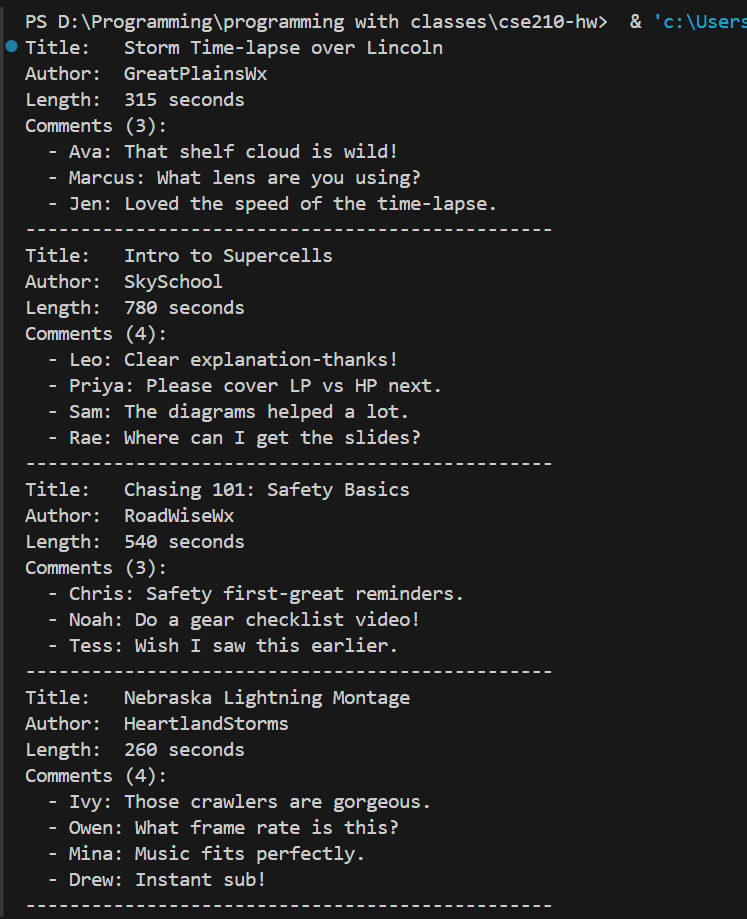 PS D:\Programming\programming with classes\cse210-hw>  & 'c:\Users
Title:   Storm Time-lapse over Lincoln
Author:  GreatPlainsWx
Length:  315 seconds
Comments (3):
  - Ava: That shelf cloud is wild!
  - Marcus: What lens are you using?
  - Jen: Loved the speed of the time-lapse.
------------------------------------------------
Title:   Intro to Supercells
Author:  SkySchool
Length:  780 seconds
Comments (4):
  - Leo: Clear explanation-thanks!
  - Priya: Please cover LP vs HP next.
  - Sam: The diagrams helped a lot.
  - Rae: Where can I get the slides?
------------------------------------------------
Title:   Chasing 101: Safety Basics
Author:  RoadWiseWx
Length:  540 seconds
Comments (3):
  - Chris: Safety first-great reminders.
  - Noah: Do a gear checklist video!
  - Tess: Wish I saw this earlier.
------------------------------------------------
Title:   Nebraska Lightning Montage
Author:  HeartlandStorms
Length:  260 seconds
Comments (4):
  - Ivy: Those crawlers are gorgeous.
  - Owen: What frame rate is this?
  - Mina: Music fits perfectly.
  - Drew: Instant sub!
------------------------------------------------